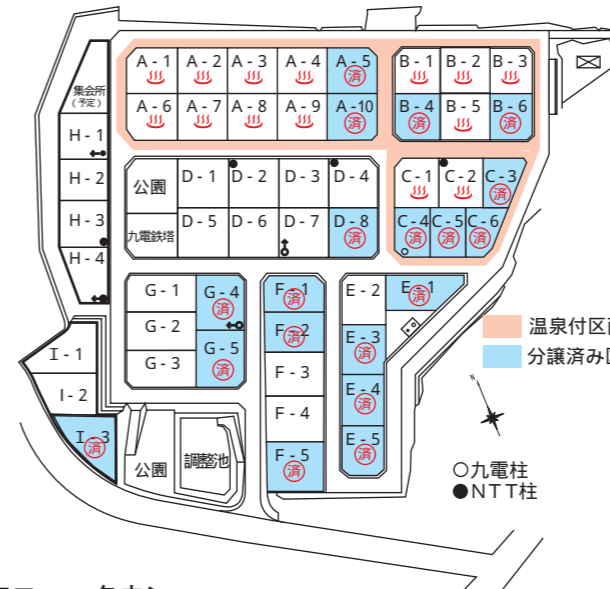 A-1 A-2 A-3 A-4 A-5 済
A-6 A-7 A-8 A-9 A-10 済
B-1 B-2 B-3
B-4 済 B-5 B-6 済
集会所
(予定)
H-1
H-2
H-3
H-4
公園 D-1 D-2 D-3 D-4
九電鉄塔 D-5 D-6 D-7 D-8 済
C-1 C-2 C-3 済
C-4 済 C-5 済 C-6 済
G-1 G-4 済
G-2
G-3 G-5 済
F-1 済
F-2 済
F-3
F-4
F-5 済
E-2 E-1 済
E-3 済
E-4 済
E-5 済
I-1
I-2
I-3 済
公園
調整池
温泉付区
分譲済み
N
○九電柱
●NTT柱